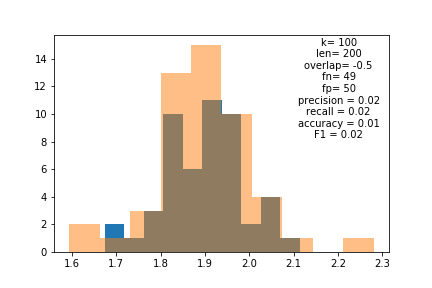 k= 100
len= 200
overlap= -0.5
fn= 49
fp= 50
precision = 0.02
recall = 0.02
accuracy = 0.01
F1 = 0.02
14
12
10
8
6
4
2
0
1.6 1.7 1.8 1.9 2.0 2.1 2.2 2.3